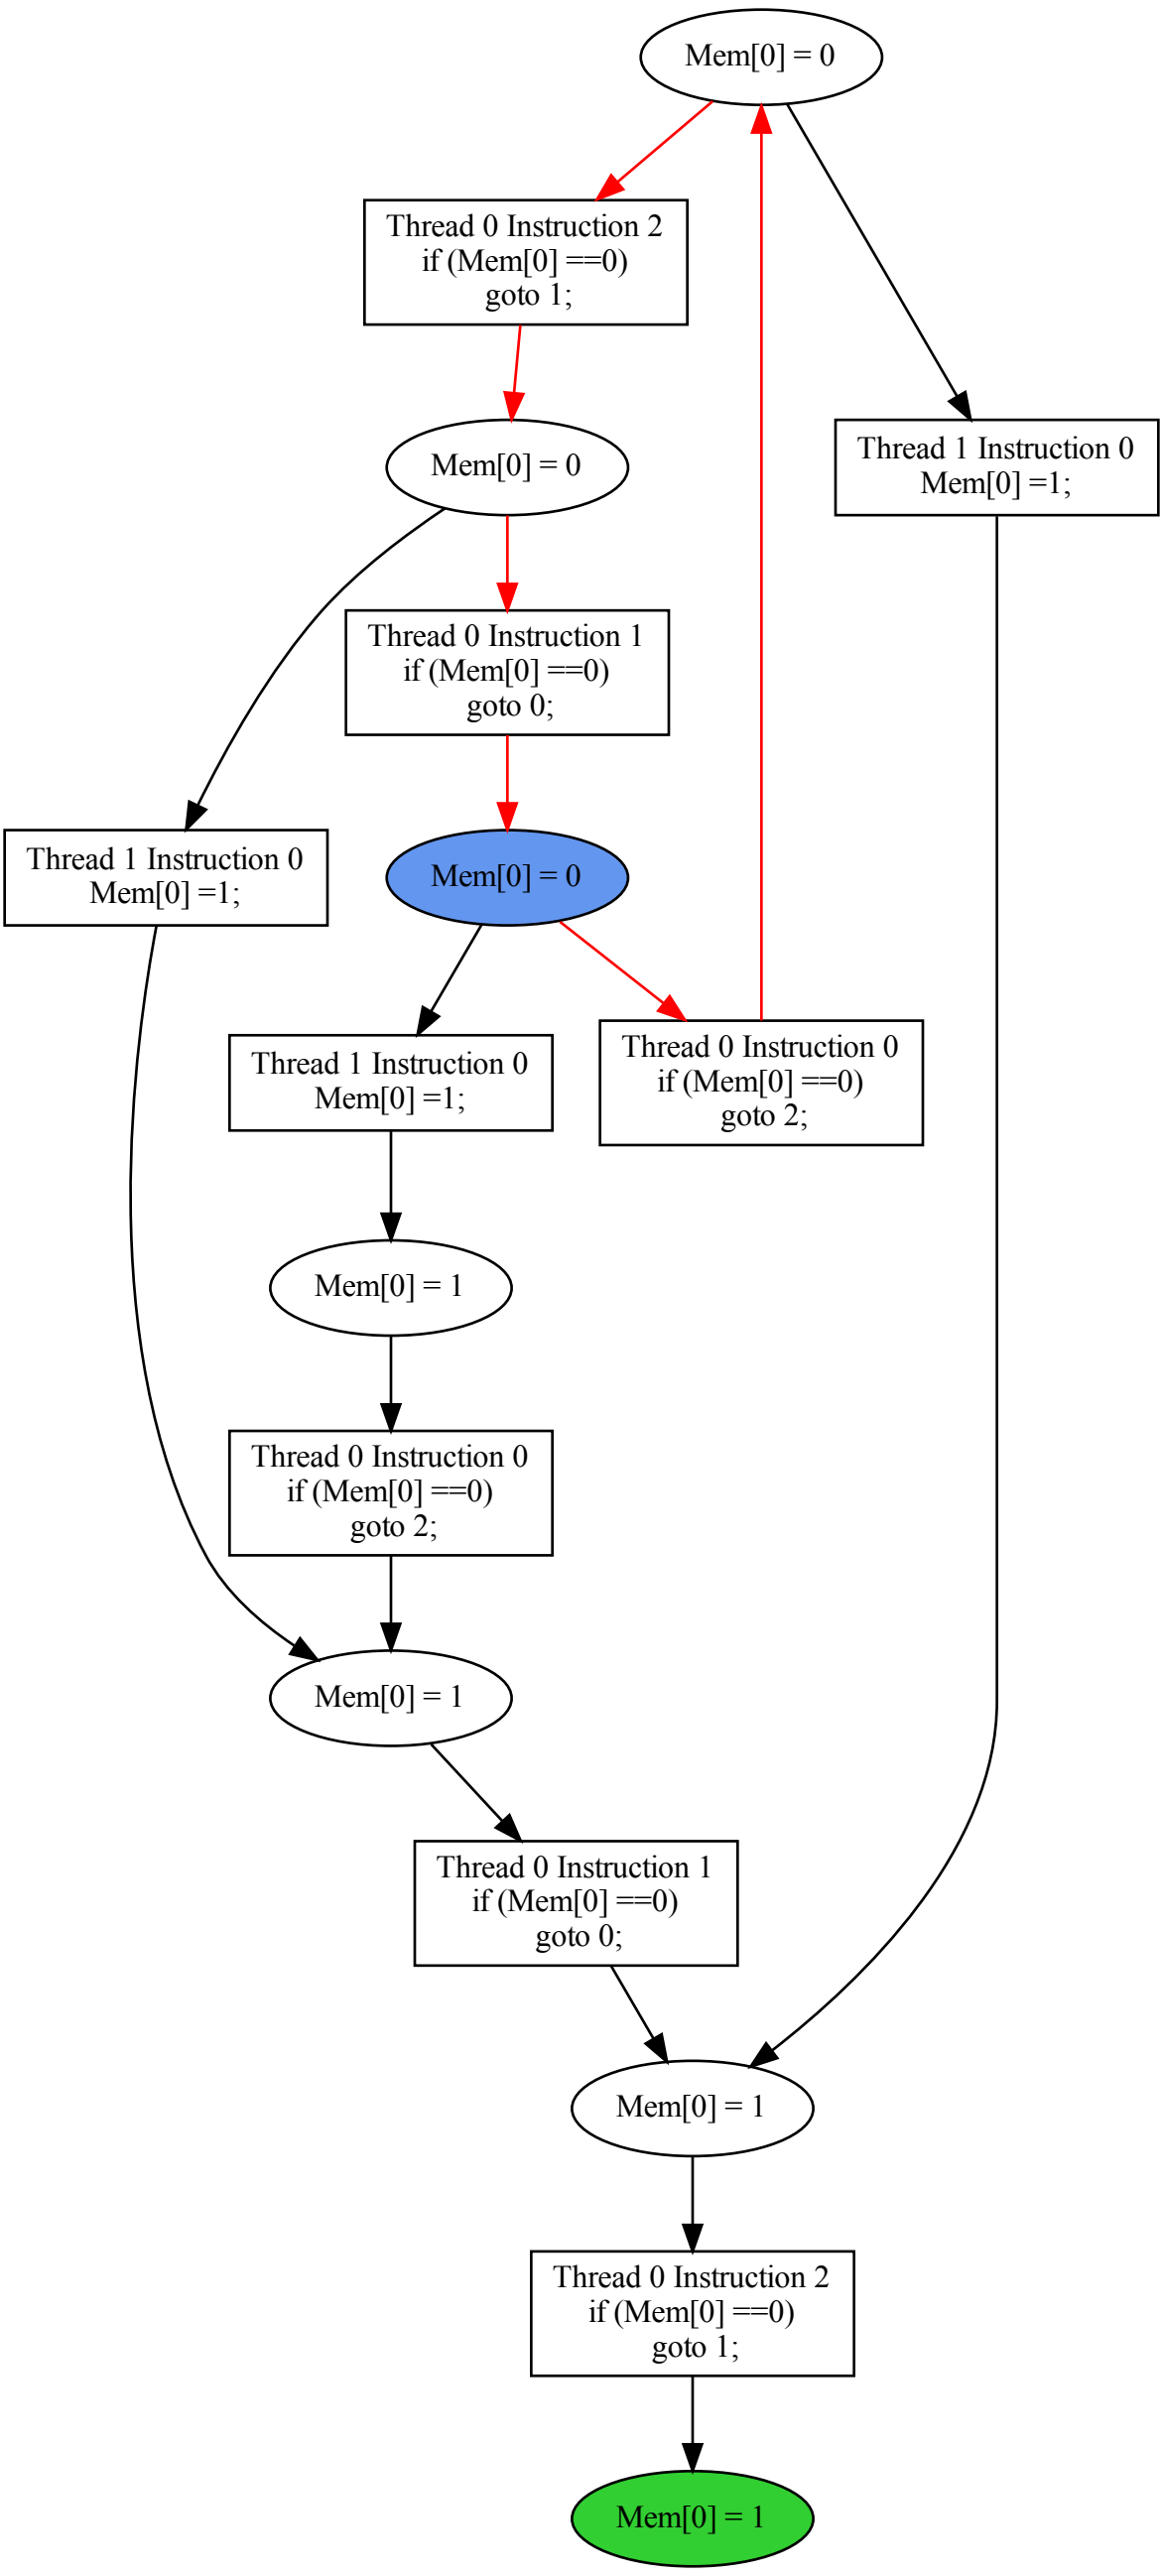 Mem[0] = 0
Thread 0 Instruction 2
if (Mem[0] ==0)
goto 1;
Mem[0] = 0
Thread 1 Instruction 0
Mem[0] =1;
Thread 0 Instruction 1
if (Mem[0] ==0)
goto 0;
Thread 1 Instruction 0
Mem[0] =1;
Mem[0] = 0
Thread 1 Instruction 0
Mem[0] =1;
Thread 0 Instruction 0
if (Mem[0] ==0)
goto 2;
Mem[0] = 1
Thread 0 Instruction 0
if (Mem[0] ==0)
goto 2;
Mem[0] = 1
Thread 0 Instruction 1
if (Mem[0] ==0)
goto 0;
Mem[0] = 1
Thread 0 Instruction 2
if (Mem[0] ==0)
goto 1;
Mem[0] = 1